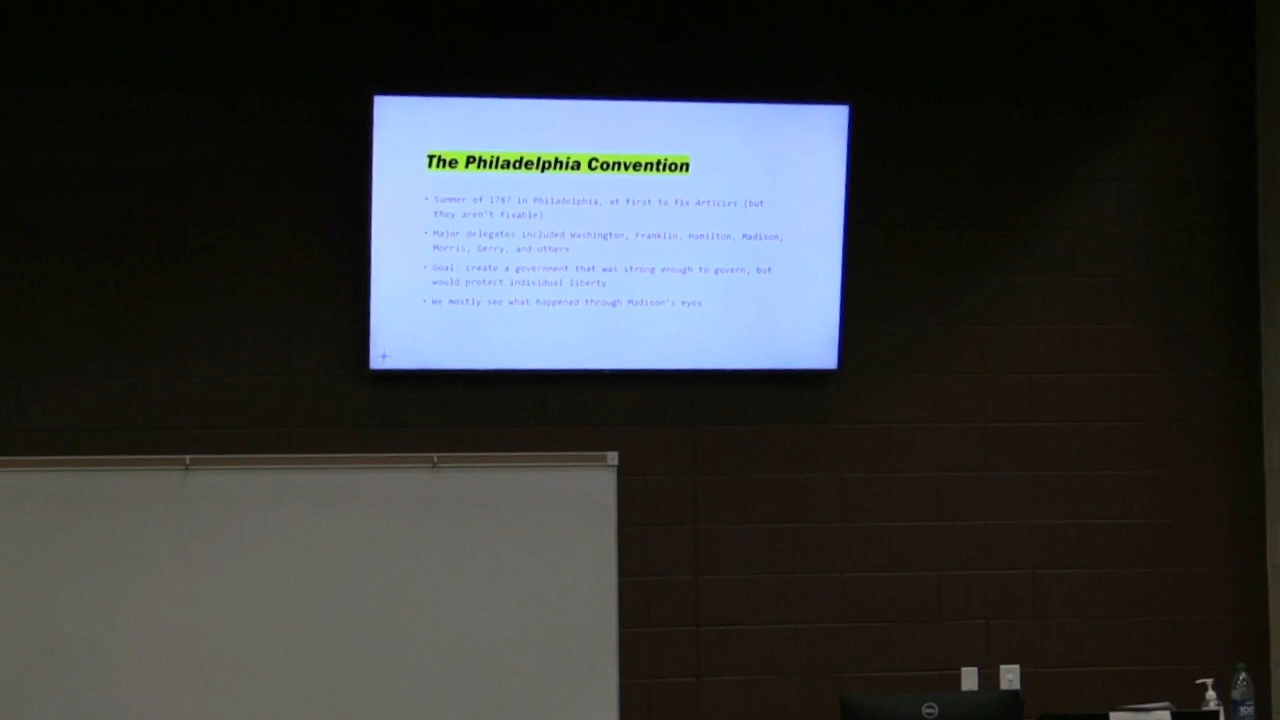 The Philadelphia Convention
• Summer of 1787 in Philadelphia, at first to fix Articles (but
they aren't fixable)
• Major delegates included Washington, Franklin, Hamilton, Madison,
Morris, Gerry, and others
• Goal: create a government that was strong enough to govern, but
would protect individual liberty
• We mostly see what happened through Madison's eyes
DELL